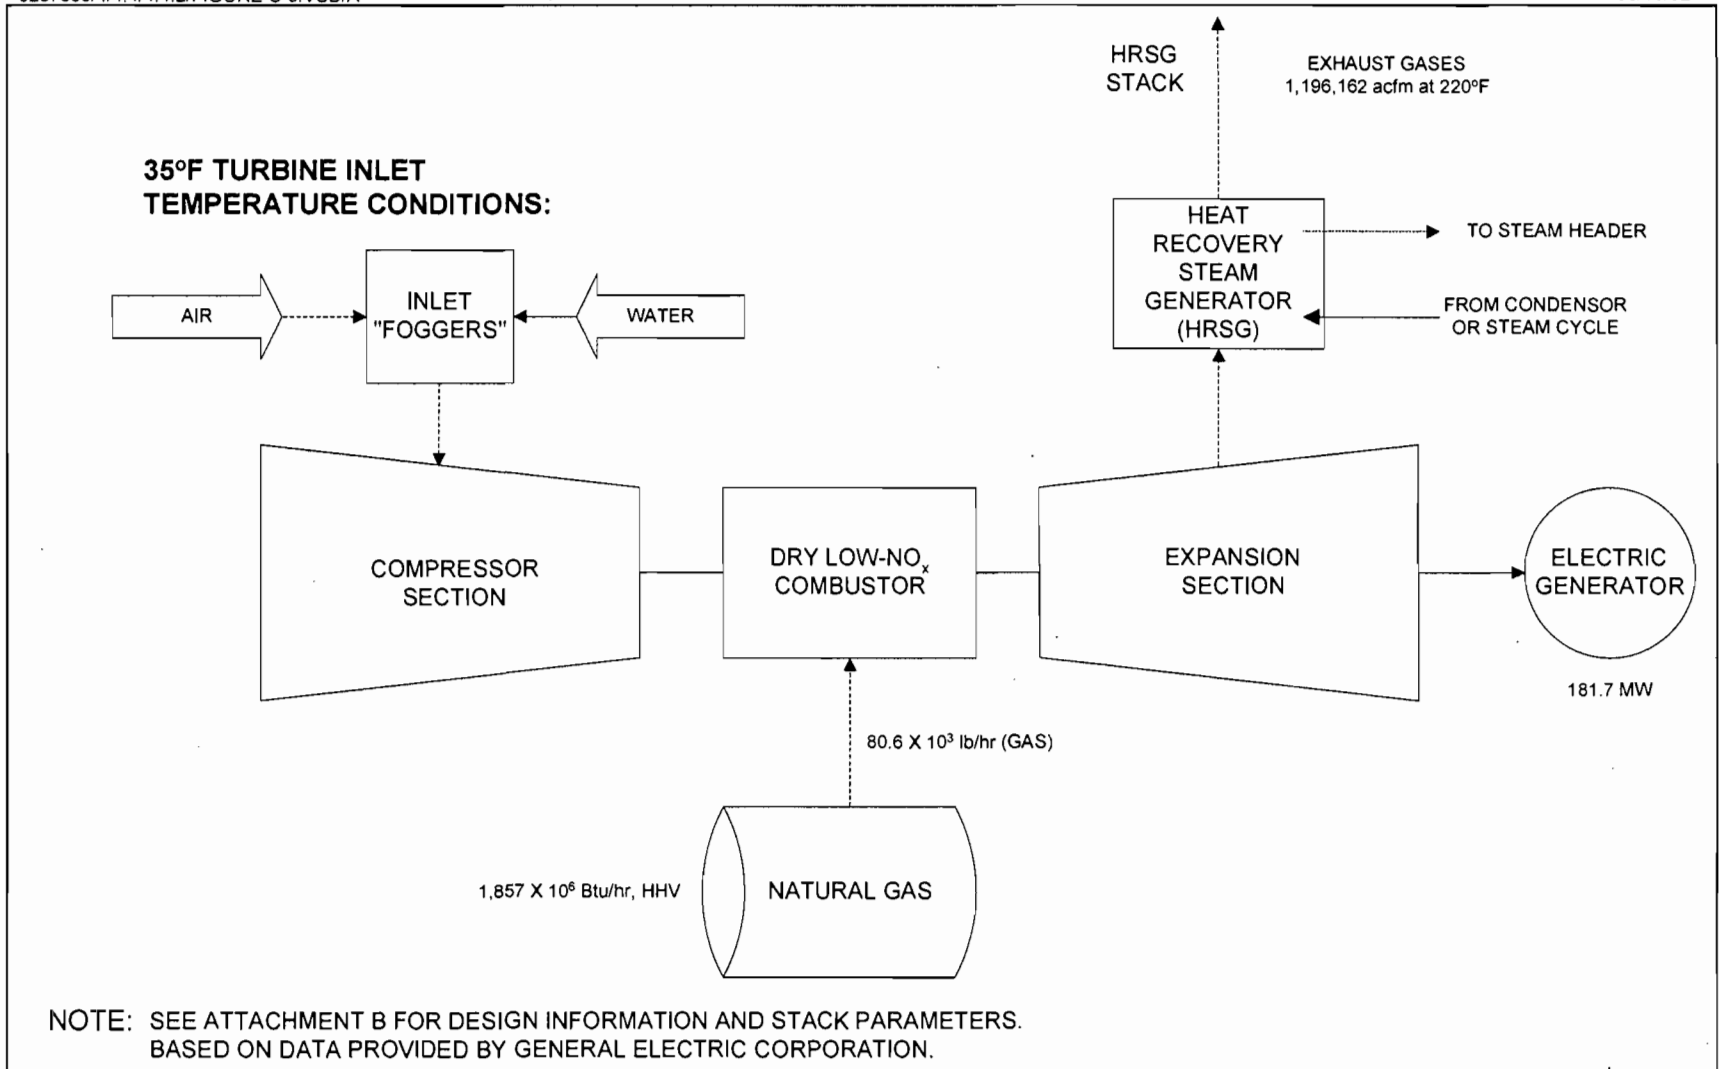 HRSG
STACK
EXHAUST GASES
1,196,162 acfm at 220ºF
35ºF TURBINE INLET
TEMPERATURE CONDITIONS:
AIR
INLET
"FOGGERS"
WATER
HEAT
RECOVERY
STEAM
GENERATOR
(HRSG)
TO STEAM HEADER
FROM CONDENSOR
OR STEAM CYCLE
COMPRESSOR
SECTION
DRY LOW-NOₓ
COMBUSTOR
EXPANSION
SECTION
ELECTRIC
GENERATOR
181.7 MW
80.6 X 10³ lb/hr (GAS)
1,857 X 10⁶ Btu/hr, HHV
NATURAL GAS
NOTE: SEE ATTACHMENT B FOR DESIGN INFORMATION AND STACK PARAMETERS.
BASED ON DATA PROVIDED BY GENERAL ELECTRIC CORPORATION.